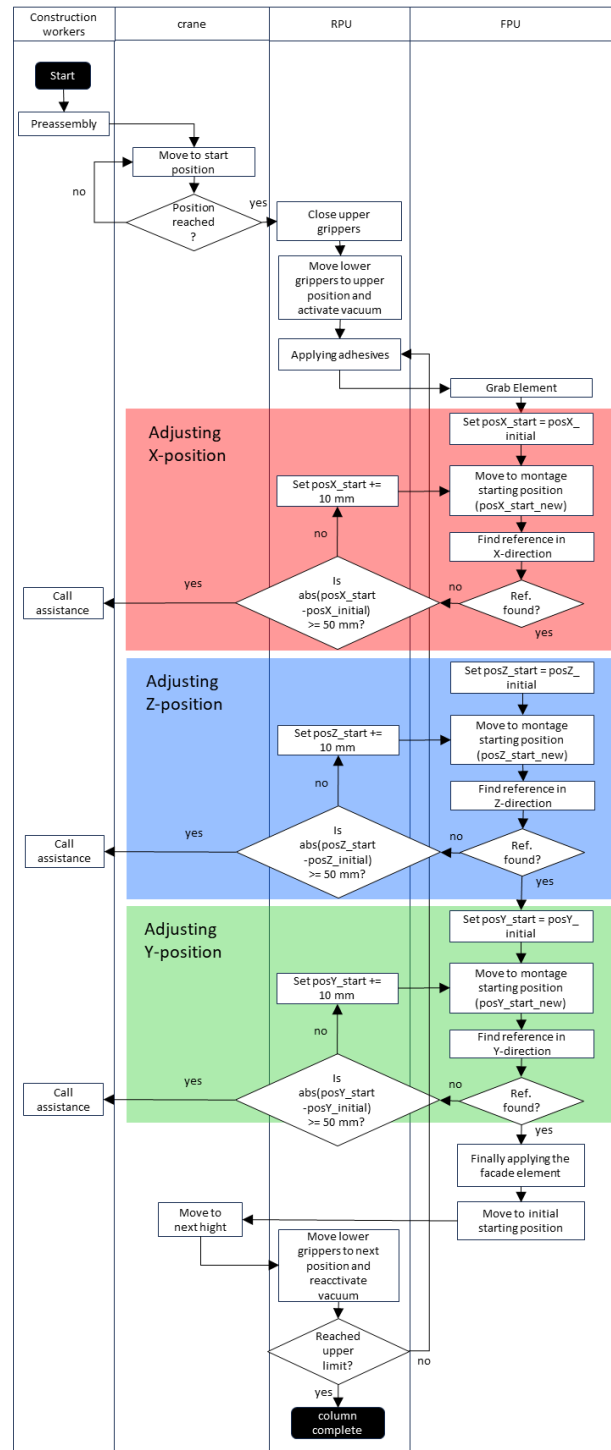 Construction
workers
crane
RPU
FPU
Start
Preassembly
Move to start
position
no
Position
reached
?
yes
Close upper
grippers
Move lower
grippers to upper
position and
activate vacuum
Applying adhesives
Grab Element
Adjusting
X-position
Set posX_start = posX_
initial
Set posX_start +=
10 mm
Move to montage
starting position
(posX_start_new)
no
Find reference in
X-direction
Call
assistance
yes
Is
abs(posX_start
-posX_initial)
>= 50 mm?
no
Ref.
found?
yes
Adjusting
Z-position
Set posZ_start = posZ_
initial
Set posZ_start +=
10 mm
Move to montage
starting position
(posZ_start_new)
no
Find reference in
Z-direction
Call
assistance
yes
Is
abs(posZ_start
-posZ_initial)
>= 50 mm?
no
Ref.
found?
yes
Adjusting
Y-position
Set posY_start = posY_
initial
Set posY_start +=
10 mm
Move to montage
starting position
(posY_start_new)
no
Find reference in
Y-direction
Call
assistance
yes
Is
abs(posY_start
-posY_initial)
>= 50 mm?
no
Ref.
found?
yes
Finally applying the
facade element
Move to
next hight
Move to initial
starting position
Move lower
grippers to next
position and
reacctivate
vacuum
Reached
upper
limit?
no
yes
column
complete